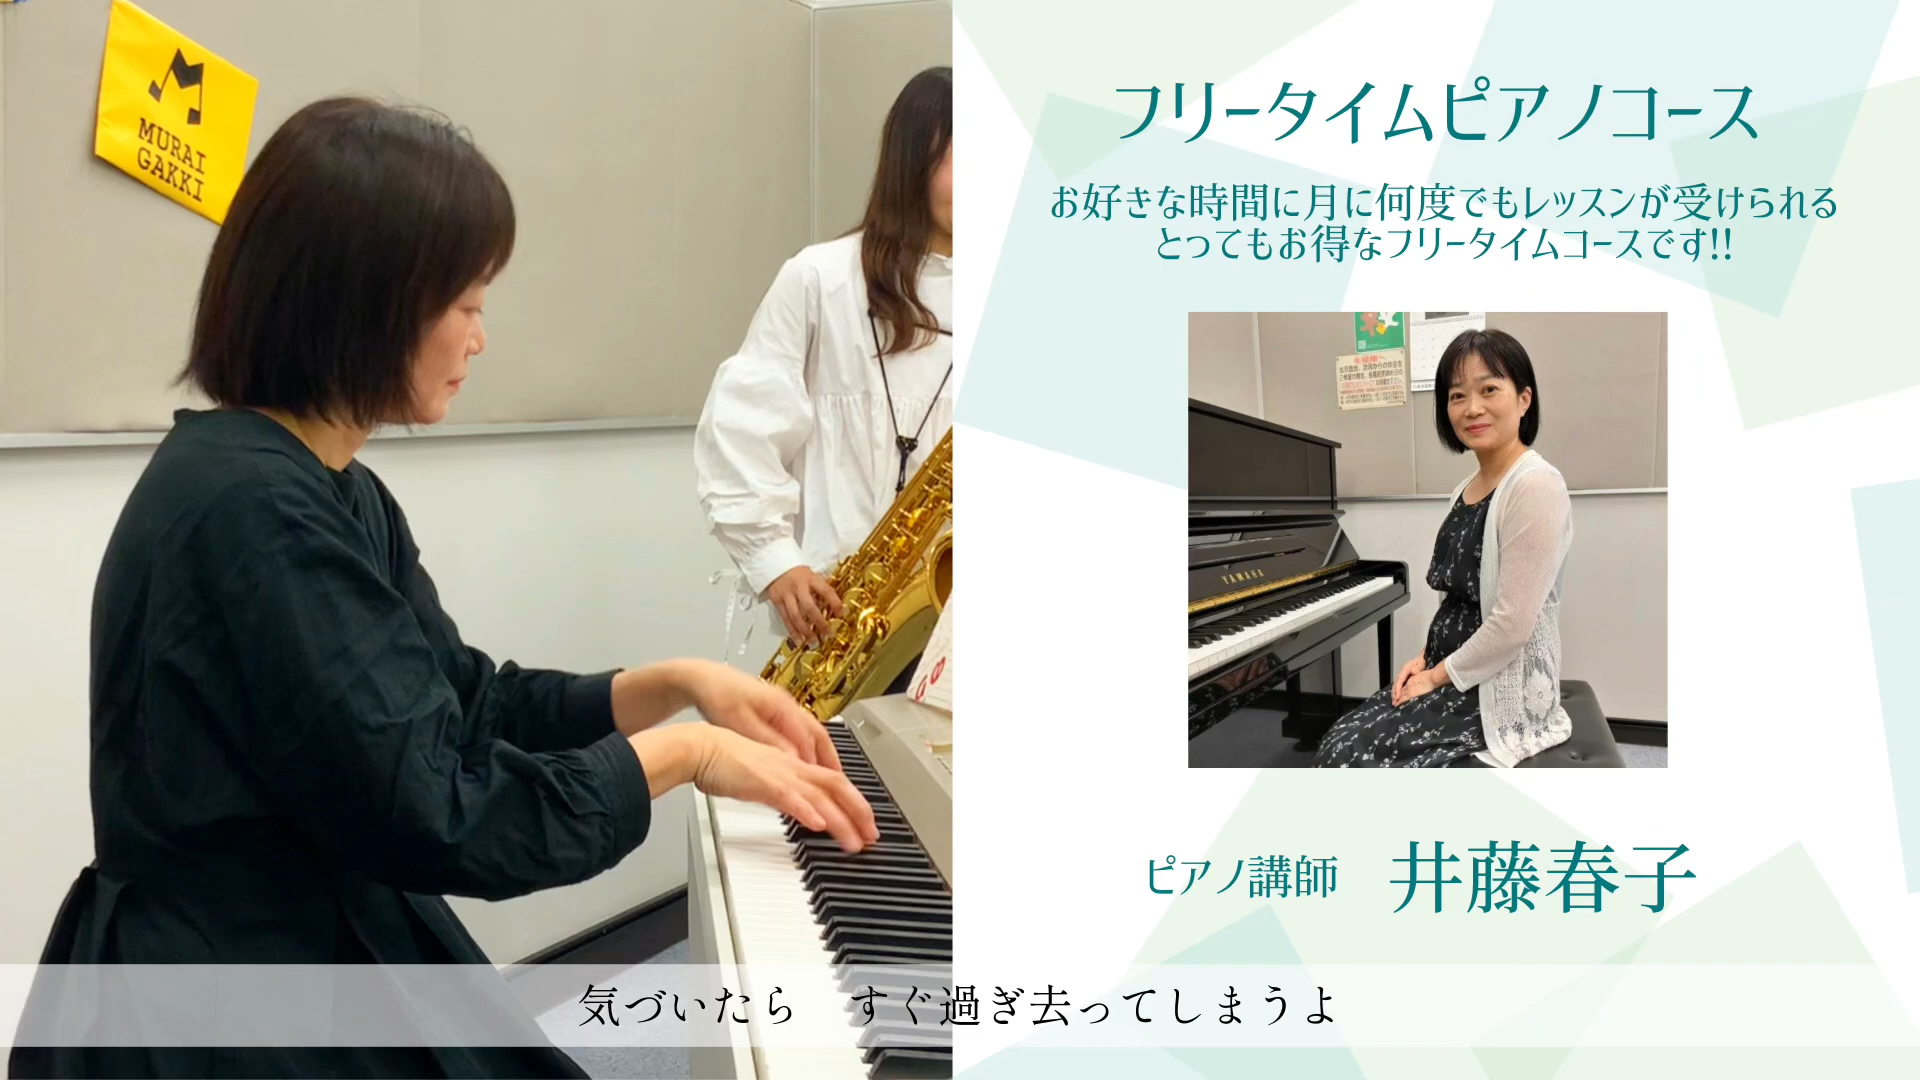 MURAI
GAKKI
フリータイムピアノコース
お好きな時間に月に何度でもレッスンが受けられる
とってもお得なフリータイムコースです!!
YAMAHA
ピアノ講師 井藤春子
気づいたら すぐ過ぎ去ってしまうよ